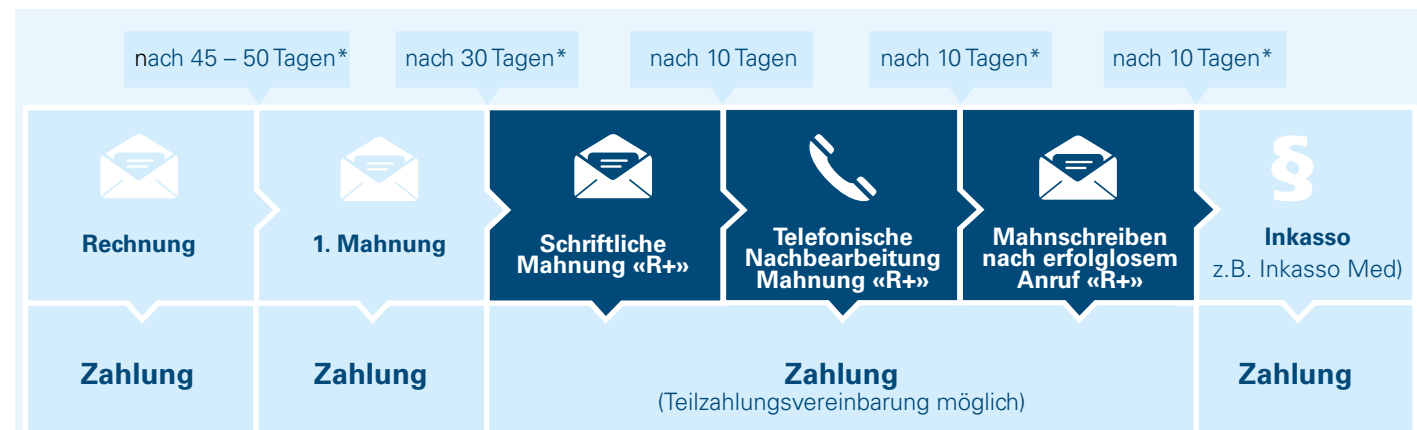 nach 45 – 50 Tagen*
nach 30 Tagen*
nach 10 Tagen
nach 10 Tagen*
nach 10 Tagen*
Rechnung
1. Mahnung
Schriftliche
Mahnung «R+»
Telefonische
Nachbearbeitung
Mahnung «R+»
Mahnschreiben
nach erfolglosem
Anruf «R+»
§
Inkasso
z.B. Inkasso Med)
Zahlung
Zahlung
Zahlung
(Teilzahlungsvereinbarung möglich)
Zahlung